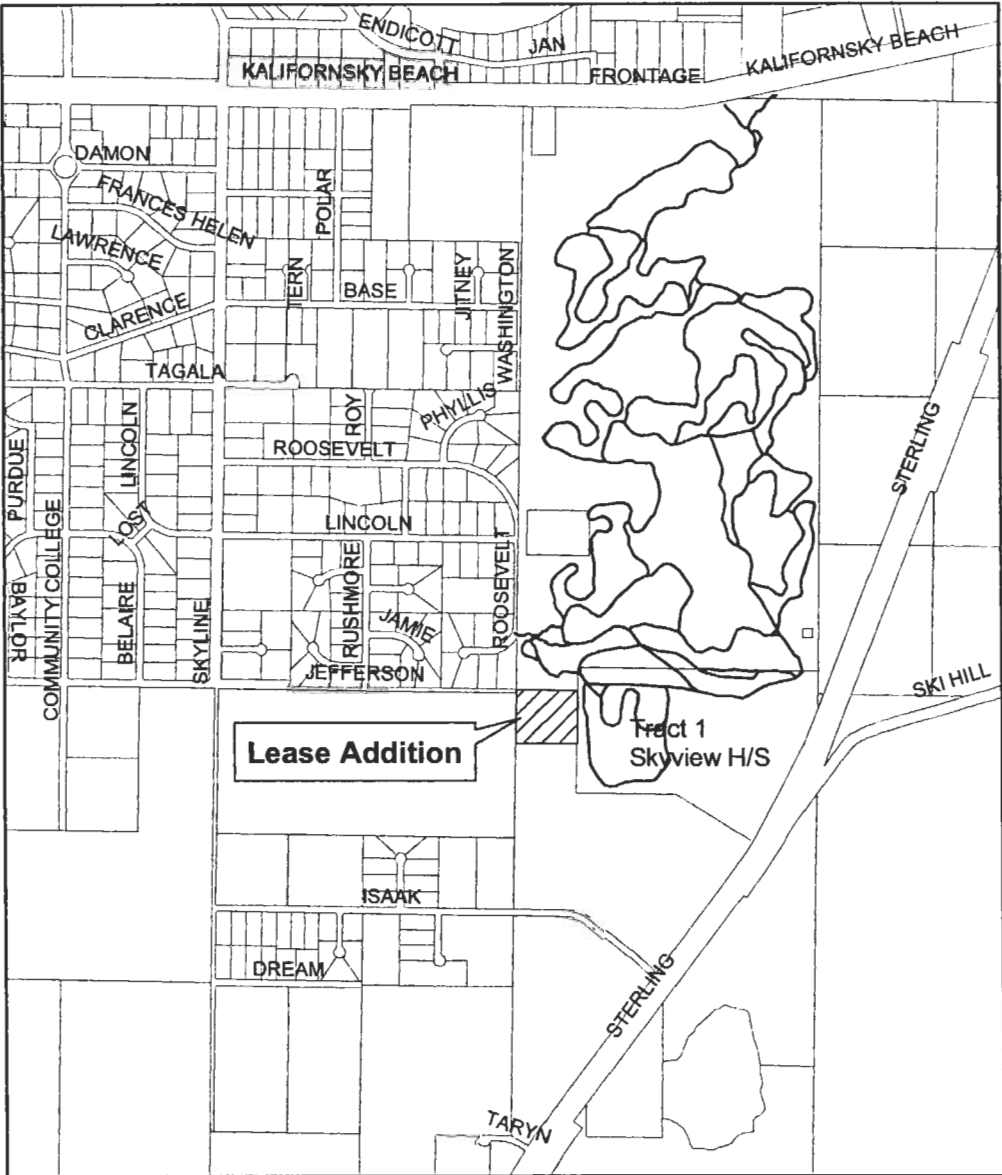 ENDICOTT
JAN
KALIFORNSKY BEACH
FRONTAGE
KALIFORNSKY BEACH
DAMON
FRANCES HELEN
POLAR
LAWRENCE
TERN
BASE
JITNEY
WASHINGTON
CLARENCE
TAGALA
PHYLLIS
LINCOLN
ROY
ROOSEVELT
STERLING
PURDUE
LOST
LINCOLN
COMMUNITY COLLEGE
BAYLOR
BELAIRE
SKYLINE
RUSHMORE
JAMIE
ROOSEVELT
JEFFERSON
SKI HILL
Lease Addition
Tract 1
Skyview H/S
ISAAK
DREAM
STERLING
TARYN